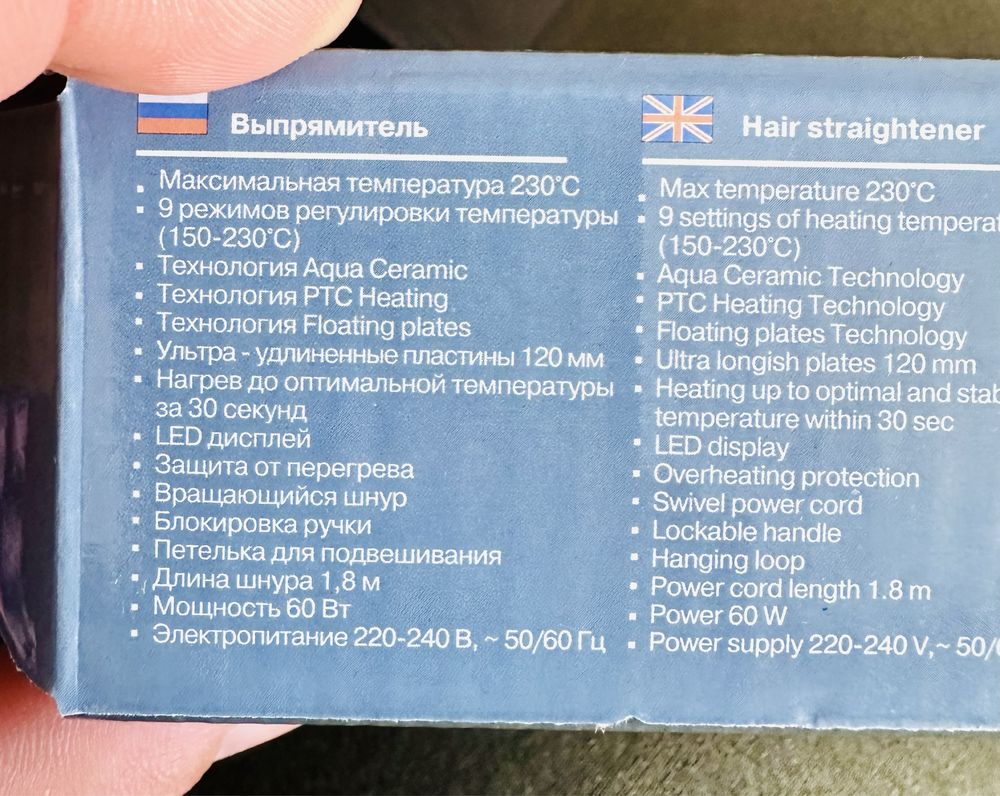 Выпрямитель
Максимальная температура 230°C
9 режимов регулировки температуры
(150-230°C)
Технология Aqua Ceramic
Технология PTC Heating
Технология Floating plates
Ультра - удлиненные пластины 120 мм
Нагрев до оптимальной температуры
за 30 секунд
LED дисплей
Защита от перегрева
Вращающийся шнур
Блокировка ручки
Петелька для подвешивания
Длина шнура 1,8 м
Мощность 60 Вт
Электропитание 220-240 В, ~ 50/60 Гц
Hair straightener
Max temperature 230°C
9 settings of heating
(150-230°C)
Aqua Ceramic Technology
PTC Heating Technology
Floating plates Technology
Ultra longish plates 120 mm
Heating up to optimal and
temperature within 30 sec
LED display
Overheating protection
Swivel power cord
Lockable handle
Hanging loop
Power cord length 1.8 m
Power 60 W
Power supply 220-240 V,~ 50/